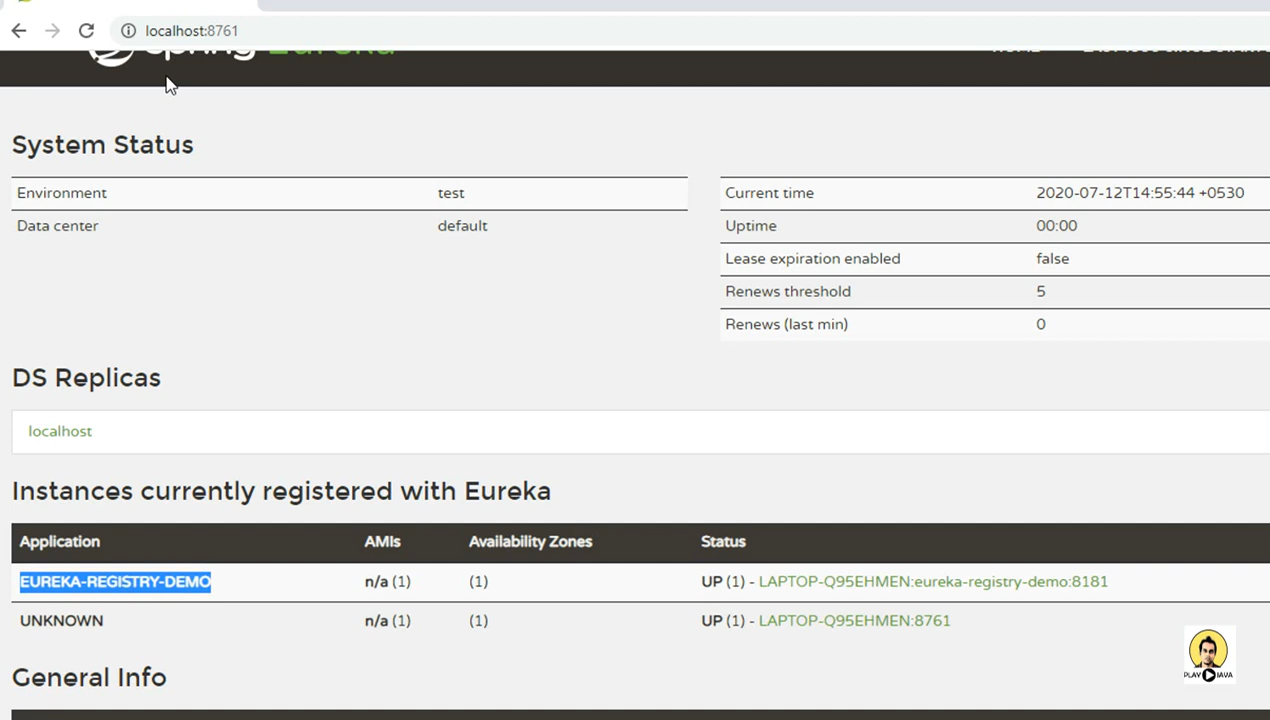 localhost:8761
Spring Eureka
System Status
Environment test
Data center default
Current time 2020-07-12T14:55:44 +0530
Uptime 00:00
Lease expiration enabled false
Renews threshold 5
Renews (last min) 0
DS Replicas
localhost
Instances currently registered with Eureka
Application AMIs Availability Zones Status
EUREKA-REGISTRY-DEMO n/a (1) (1) UP (1) - LAPTOP-Q95EHMEN:eureka-registry-demo:8181
UNKNOWN n/a (1) (1) UP (1) - LAPTOP-Q95EHMEN:8761
PLAY JAVA
General Info